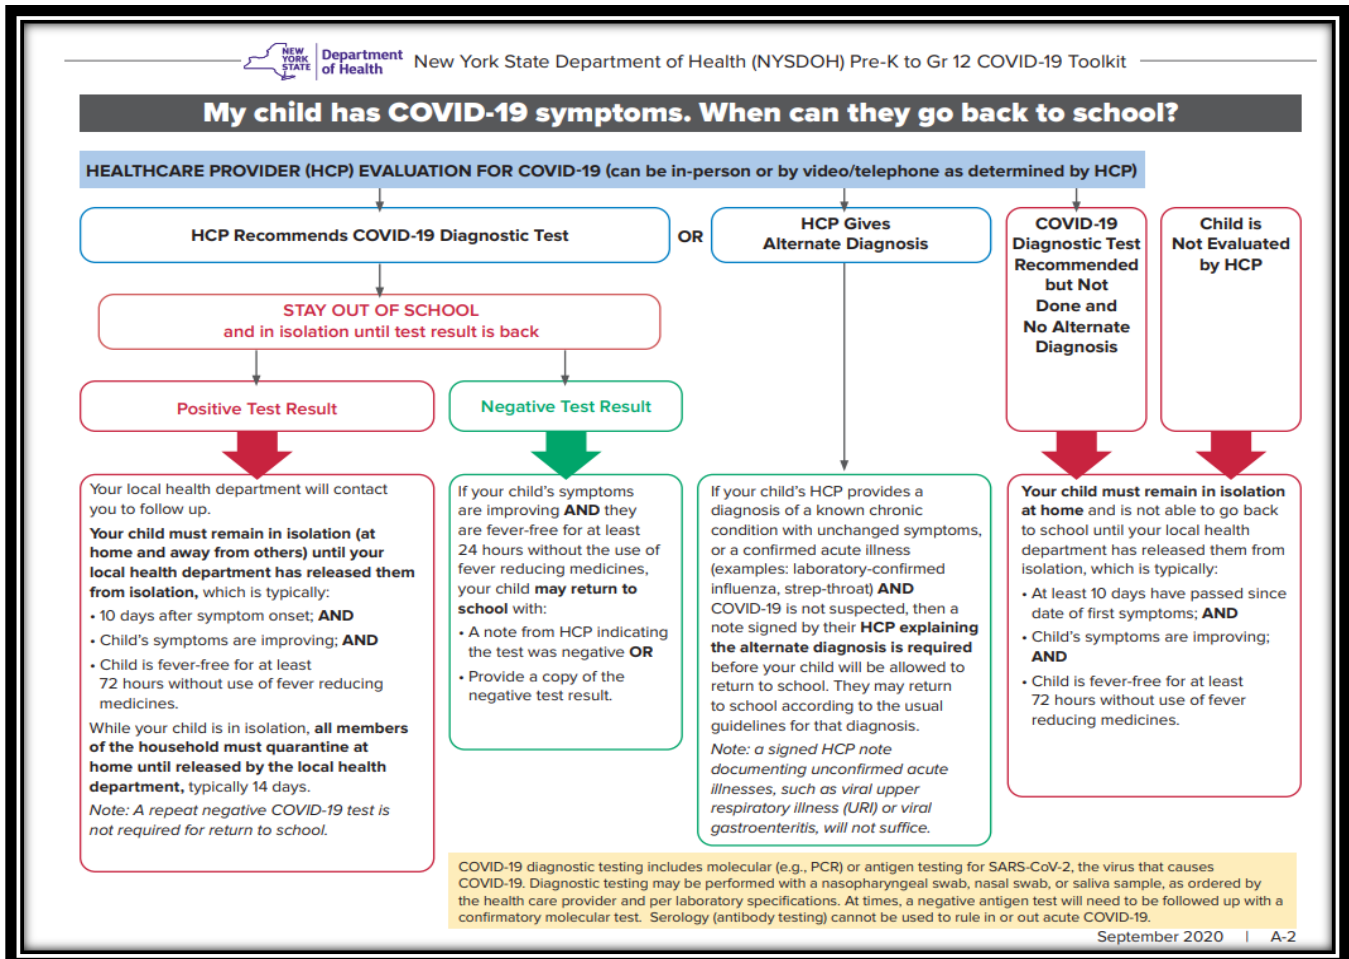 NEW
YORK
STATE
Department
of Health
New York State Department of Health (NYSDOH) Pre-K to Gr 12 COVID-19 Toolkit
My child has COVID-19 symptoms. When can they go back to school?
HEALTHCARE PROVIDER (HCP) EVALUATION FOR COVID-19 (can be in-person or by video/telephone as determined by HCP)
HCP Recommends COVID-19 Diagnostic Test
OR
HCP Gives
Alternate Diagnosis
COVID-19
Diagnostic Test
Recommended
but Not
Done and
No Alternate
Diagnosis
Child is
Not Evaluated
by HCP
STAY OUT OF SCHOOL
and in isolation until test result is back
Positive Test Result
Negative Test Result
Your local health department will contact
you to follow up.
Your child must remain in isolation (at
home and away from others) until your
local health department has released them
from isolation, which is typically:
• 10 days after symptom onset; AND
• Child's symptoms are improving; AND
• Child is fever-free for at least
72 hours without use of fever reducing
medicines.
While your child is in isolation, all members
of the household must quarantine at
home until released by the local health
department, typically 14 days.
Note: A repeat negative COVID-19 test is
not required for return to school.
If your child's symptoms
are improving AND they
are fever-free for at least
24 hours without the use of
fever reducing medicines,
your child may return to
school with:
• A note from HCP indicating
the test was negative OR
• Provide a copy of the
negative test result.
If your child's HCP provides a
diagnosis of a known chronic
condition with unchanged symptoms,
or a confirmed acute illness
(examples: laboratory-confirmed
influenza, strep-throat) AND
COVID-19 is not suspected, then a
note signed by their HCP explaining
the alternate diagnosis is required
before your child will be allowed to
return to school. They may return
to school according to the usual
guidelines for that diagnosis.
Note: a signed HCP note
documenting unconfirmed acute
illnesses, such as viral upper
respiratory illness (URI) or viral
gastroenteritis, will not suffice.
Your child must remain in isolation
at home and is not able to go back
to school until your local health
department has released them from
isolation, which is typically:
• At least 10 days have passed since
date of first symptoms; AND
• Child's symptoms are improving;
AND
• Child is fever-free for at least
72 hours without use of fever
reducing medicines.
COVID-19 diagnostic testing includes molecular (e.g., PCR) or antigen testing for SARS-CoV-2, the virus that causes
COVID-19. Diagnostic testing may be performed with a nasopharyngeal swab, nasal swab, or saliva sample, as ordered by
the health care provider and per laboratory specifications. At times, a negative antigen test will need to be followed up with a
confirmatory molecular test. Serology (antibody testing) cannot be used to rule in or out acute COVID-19.
September 2020 | A-2